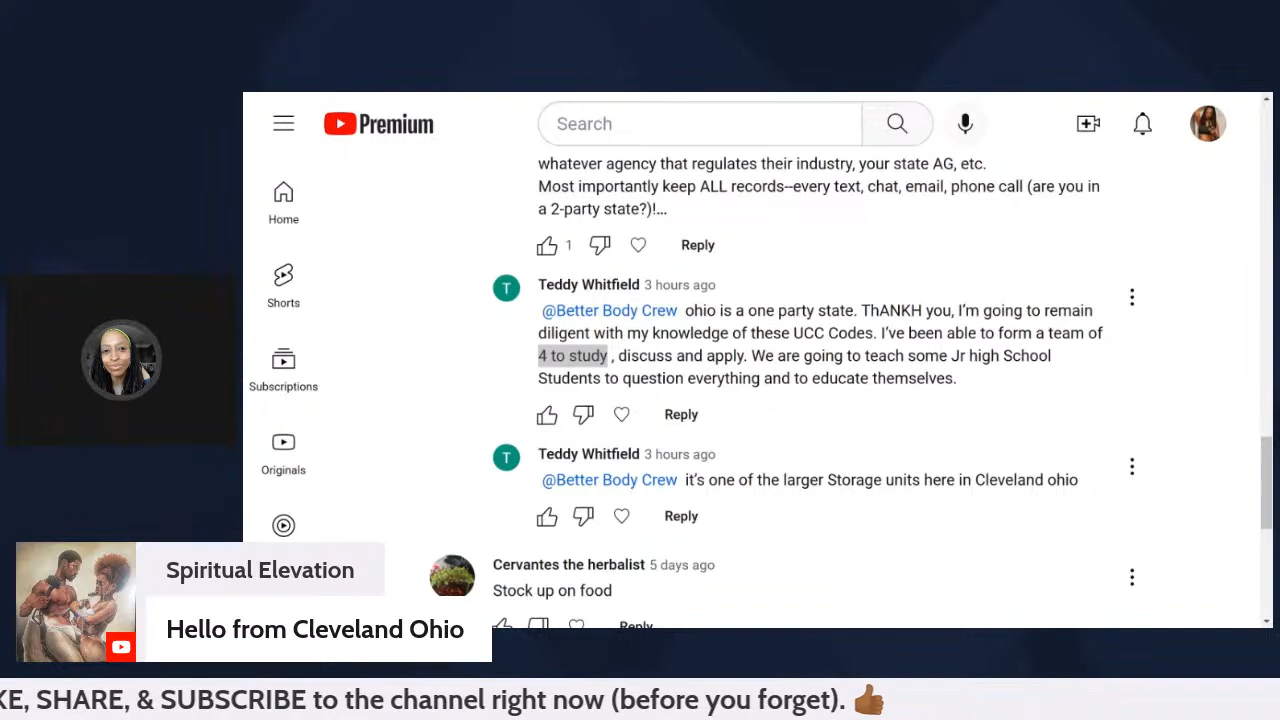 Premium
Search
Home
Shorts
Subscriptions
Originals
whatever agency that regulates their industry, your state AG, etc.
Most importantly keep ALL records--every text, chat, email, phone call (are you in
a 2-party state?)!...
1
Reply
T
Teddy Whitfield 3 hours ago
@Better Body Crew ohio is a one party state. ThANKH you, I'm going to remain
diligent with my knowledge of these UCC Codes. I've been able to form a team of
4 to study , discuss and apply. We are going to teach some Jr high School
Students to question everything and to educate themselves.
Reply
T
Teddy Whitfield 3 hours ago
@Better Body Crew it's one of the larger Storage units here in Cleveland ohio
Reply
Cervantes the herbalist 5 days ago
Stock up on food
Reply
Spiritual Elevation
Hello from Cleveland Ohio
KE, SHARE, & SUBSCRIBE to the channel right now (before you forget). 👍🏾